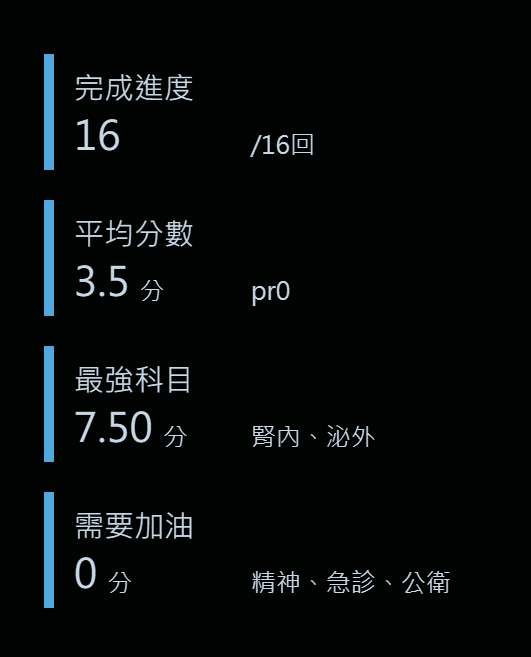 完成進度
16 /16回
平均分數
3.5 分 pr0
最強科目
7.50 分 腎內、泌外
需要加油
0 分 精神、急診、公衛